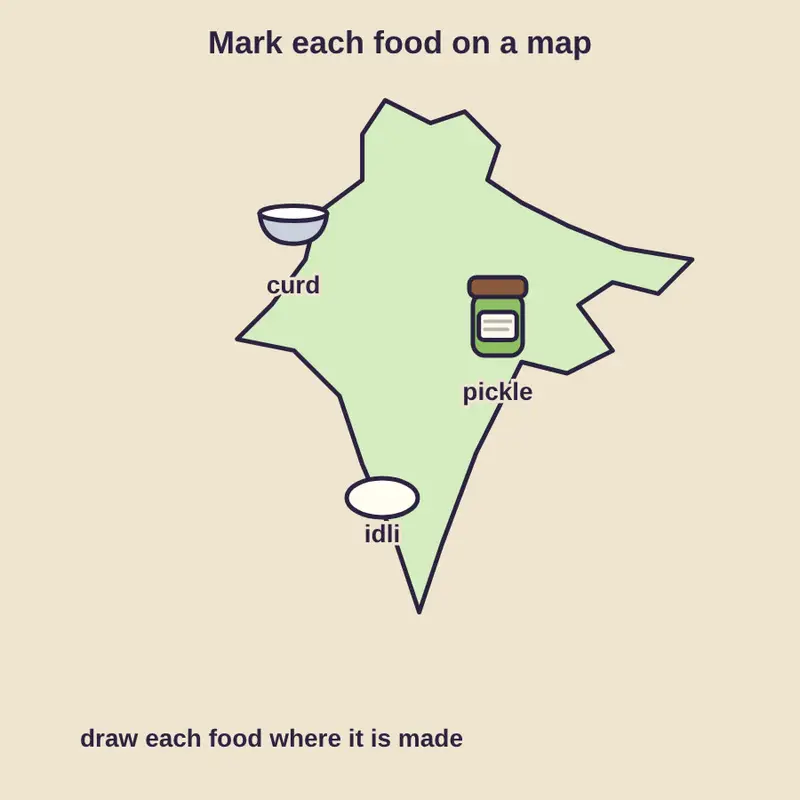 Mark each food on a map
curd
pickle
idli
draw each food where it is made